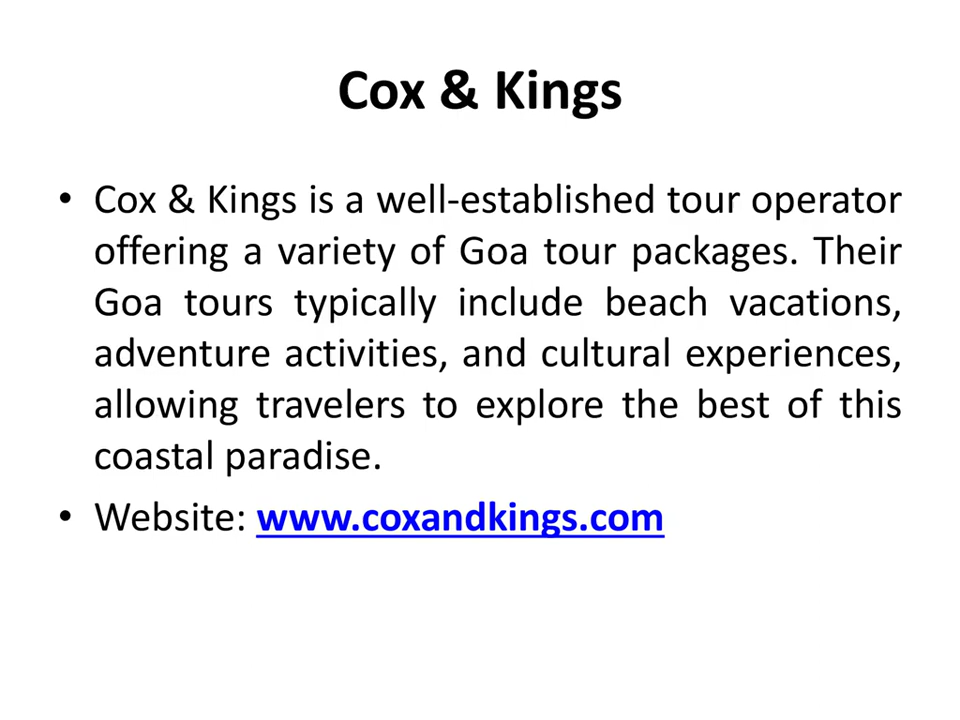 Cox & Kings
• Cox & Kings is a well-established tour operator
offering a variety of Goa tour packages. Their
Goa tours typically include beach vacations,
adventure activities, and cultural experiences,
allowing travelers to explore the best of this
coastal paradise.
• Website: www.coxandkings.com